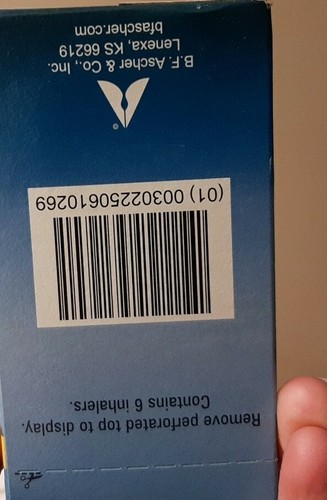 Remove perforated top to display.
Contains 6 inhalers.
(01) 00302250610269
®
B.F. Ascher & Co., Inc.
Lenexa, KS 66219
bfascher.com